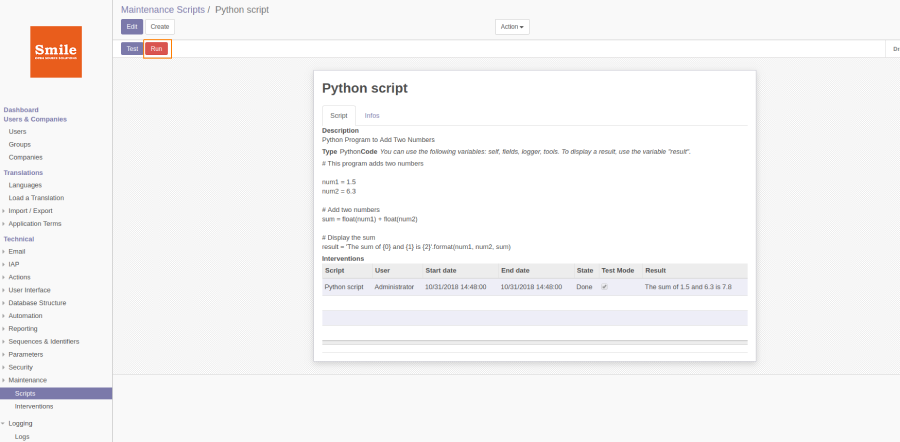 Maintenance Scripts / Python script
Edit Create Action
Test Run
Smile
OPEN SOURCE SOLUTIONS
Dashboard
Users & Companies
Users
Groups
Companies
Translations
Languages
Load a Translation
Import / Export
Application Terms
Technical
Email
IAP
Actions
User Interface
Database Structure
Automation
Reporting
Sequences & Identifiers
Parameters
Security
Maintenance
Scripts
Interventions
Logging
Logs
Python script
Script Infos
Description
Python Program to Add Two Numbers
Type PythonCode You can use the following variables: self, fields, logger, tools. To display a result, use the variable "result".
# This program adds two numbers
num1 = 1.5
num2 = 6.3
# Add two numbers
sum = float(num1) + float(num2)
# Display the sum
result = 'The sum of {0} and {1} is {2}'.format(num1, num2, sum)
Interventions
Script User Start date End date State Test Mode Result
Python script Administrator 10/31/2018 14:48:00 10/31/2018 14:48:00 Done The sum of 1.5 and 6.3 is 7.8